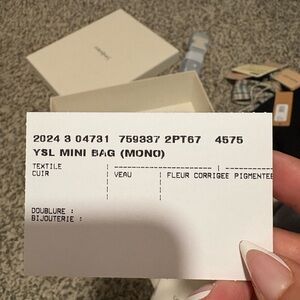 2024 3 04731 759337 2PT67 4575
YSL MINI BAG (MONO)
TEXTILE
CUIR VEAU FLEUR CORRIGEE PIGMENTEE
DOUBLURE :
BIJOUTERIE :